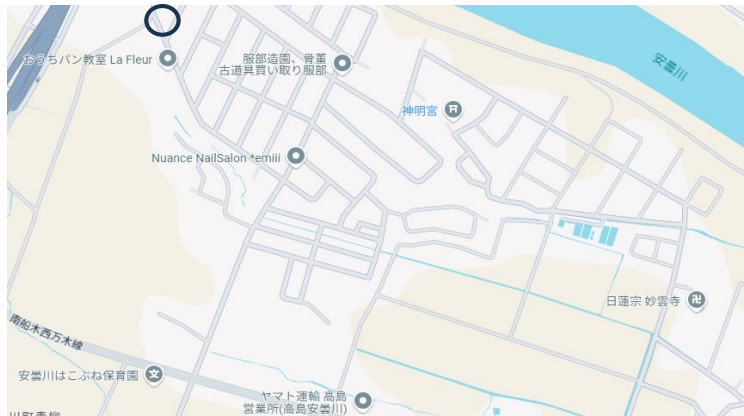 おうちパン教室 La Fleur
服部造園、骨董
古道具買い取り服部
安曇川
神明宮
Nuance NailSalon *emiii
日蓮宗 妙雲寺
南船木西万木線
安曇川はこぶね保育園
ヤマト運輸 高島
営業所(高島安曇川)